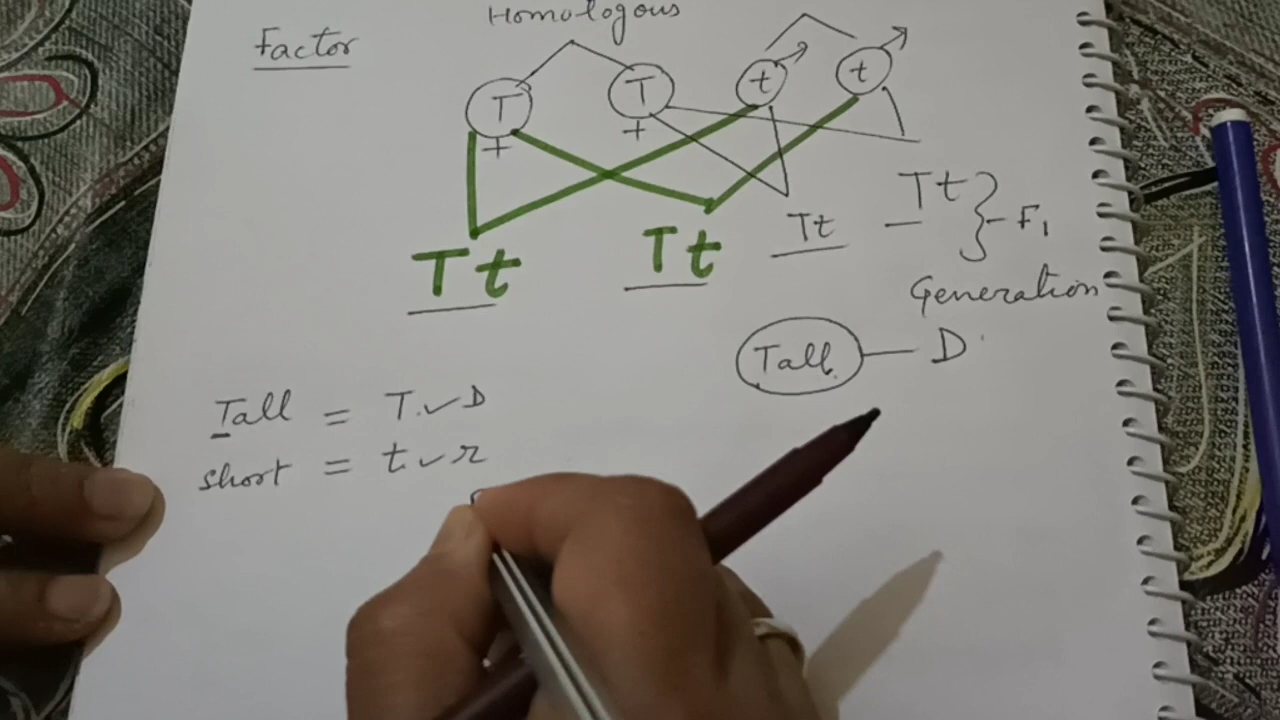 Homologous
Factor
T T t t
+ +
Tt Tt Tt Tt } - F1
Generation
Tall - D
Tall = T. ✓ D
short = t. ✓ r